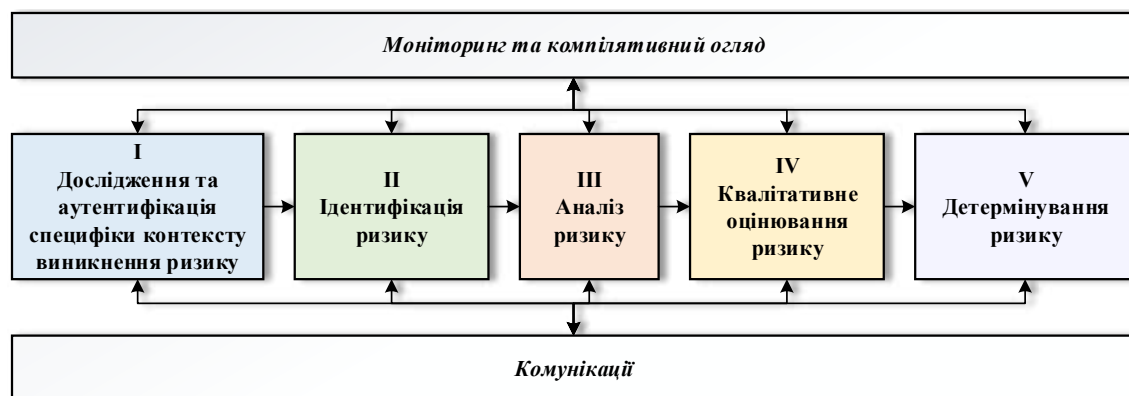 Моніторинг та компілятивний огляд
I
Дослідження та
аутентифікація
специфіки контексту
виникнення ризику
II
Ідентифікація
ризику
III
Аналіз
ризику
IV
Квалітативне
оцінювання
ризику
V
Детермінування
ризику
Комунікації